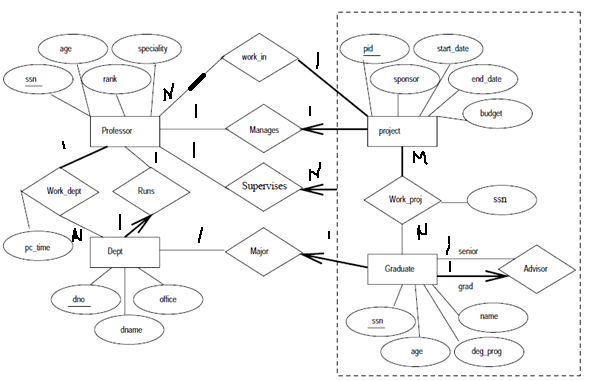 age
speciality
ssn
rank
work_in
pid
start_date
sponsor
end_date
budget
N
1
Professor
1
Manages
1
project
1
1
1
Supervises
N
M
Work_dept
Runs
Work_proj
ssn
pc_time
N
1
Dept
1
Major
1
N
Graduate
1
senior
1
grad
Advisor
dno
office
dname
ssn
name
age
deg_prog